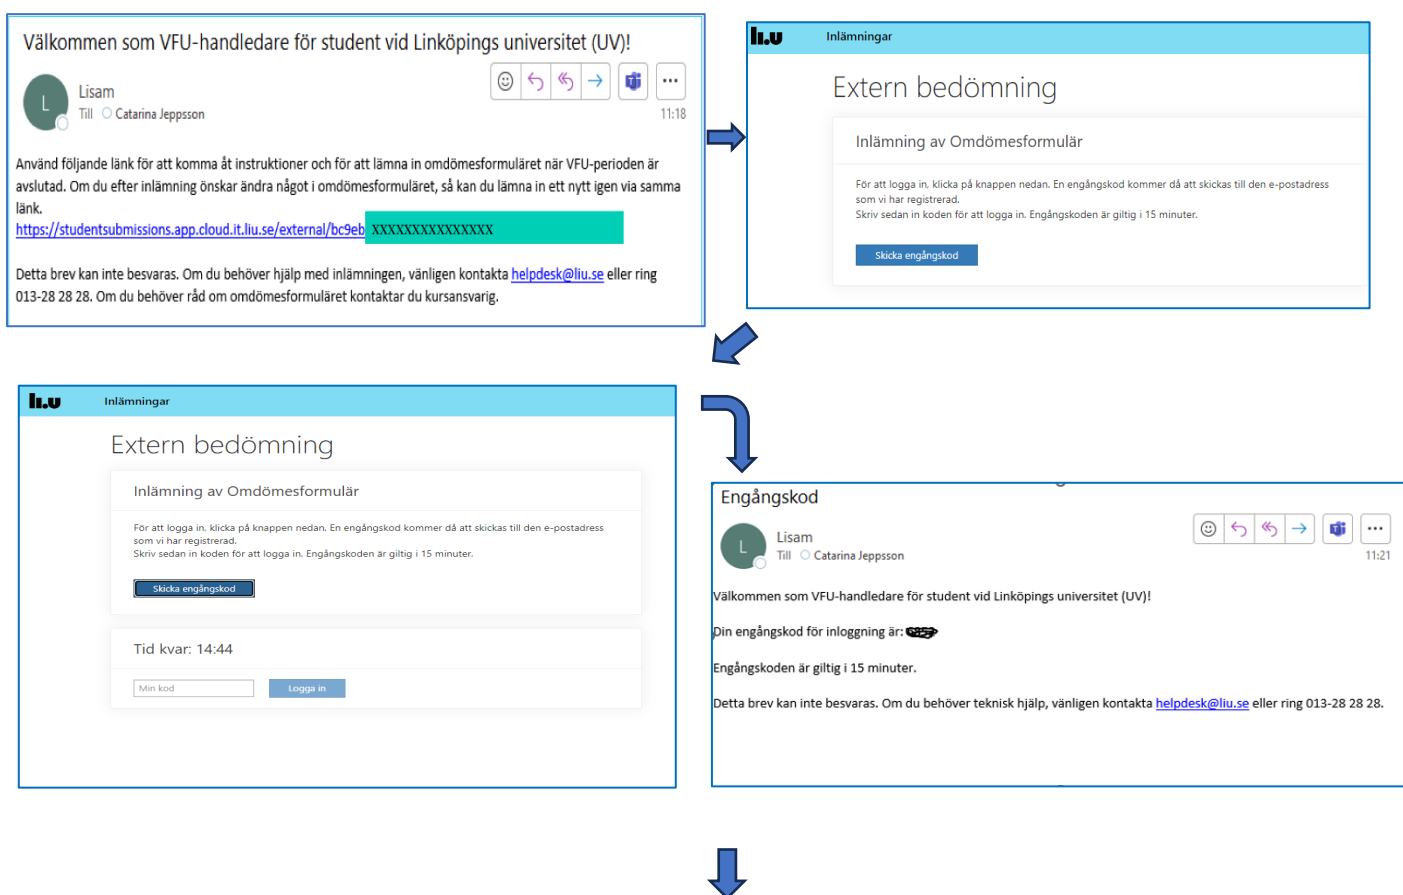 Välkommen som VFU-handledare för student vid Linköpings universitet (UV)!
L
Lisam
Till Catarina Jeppsson
11:18
Använd följande länk för att komma åt instruktioner och för att lämna in omdömesformuläret när VFU-perioden är
avslutad. Om du efter inlämning önskar ändra något i omdömesformuläret, så kan du lämna in ett nytt igen via samma
länk.
https://studentsubmissions.app.cloud.it.liu.se/external/bc9eb XXXXXXXXXXXXXXX
Detta brev kan inte besvaras. Om du behöver hjälp med inlämningen, vänligen kontakta helpdesk@liu.se eller ring
013-28 28 28. Om du behöver råd om omdömesformuläret kontaktar du kursansvarig.
li.u Inlämningar
Extern bedömning
Inlämning av Omdömesformulär
För att logga in, klicka på knappen nedan. En engångskod kommer då att skickas till den e-postadress
som vi har registrerad.
Skriv sedan in koden för att logga in. Engångskoden är giltig i 15 minuter.
Skicka engångskod
li.u Inlämningar
Extern bedömning
Inlämning av Omdömesformulär
För att logga in, klicka på knappen nedan. En engångskod kommer då att skickas till den e-postadress
som vi har registrerad.
Skriv sedan in koden för att logga in. Engångskoden är giltig i 15 minuter.
Skicka engångskod
Tid kvar: 14:44
Min kod Logga in
Engångskod
L
Lisam
Till Catarina Jeppsson
11:21
Välkommen som VFU-handledare för student vid Linköpings universitet (UV)!
Din engångskod för inloggning är:
Engångskoden är giltig i 15 minuter.
Detta brev kan inte besvaras. Om du behöver teknisk hjälp, vänligen kontakta helpdesk@liu.se eller ring 013-28 28 28.